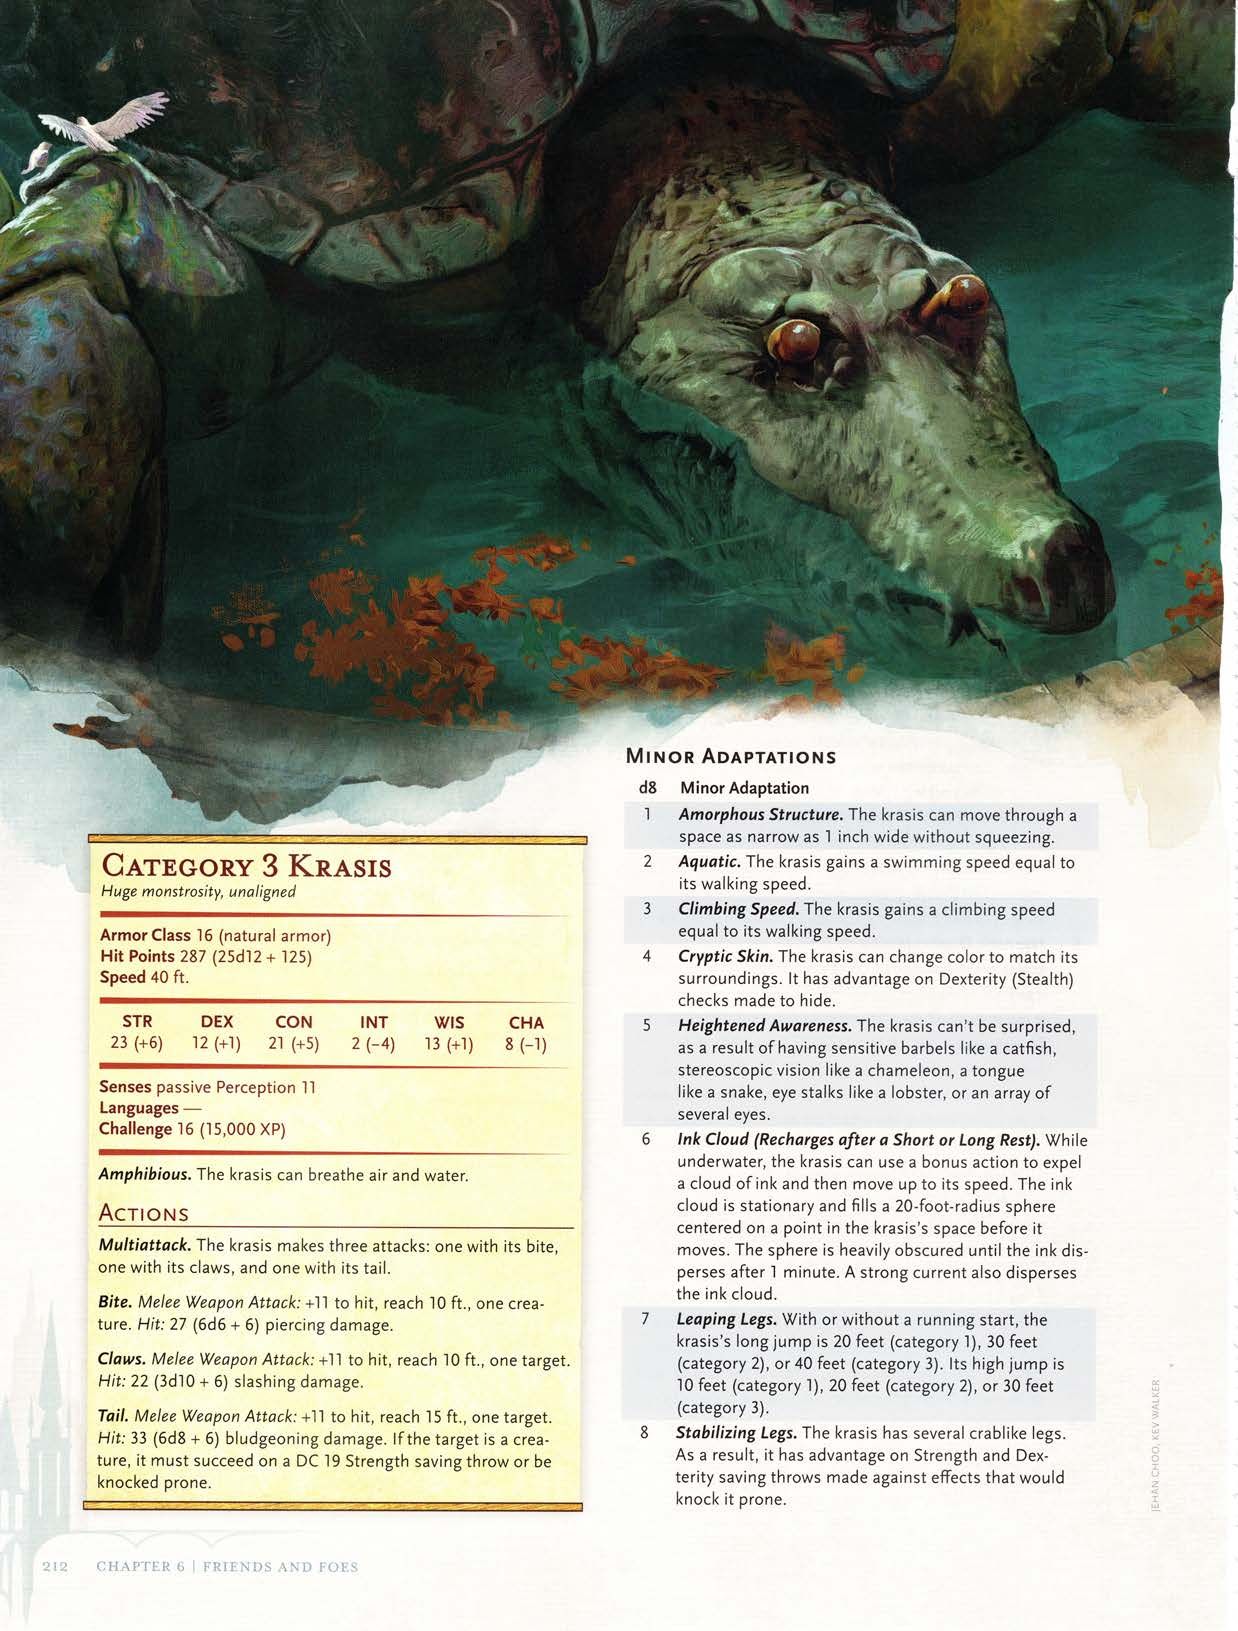 CATEGORY 3 KRASIS
Huge monstrosity, unaligned
Armor Class 16 (natural armor)
Hit Points 287 (25d12 + 125)
Speed 40 ft.
STR DEX CON INT WIS CHA
23 (+6) 12 (+1) 21 (+5) 2 (–4) 13 (+1) 8 (–1)
Senses passive Perception 11
Languages —
Challenge 16 (15,000 XP)
Amphibious. The krasis can breathe air and water.
ACTIONS
Multiattack. The krasis makes three attacks: one with its bite,
one with its claws, and one with its tail.
Bite. Melee Weapon Attack: +11 to hit, reach 10 ft., one crea-
ture. Hit: 27 (6d6 + 6) piercing damage.
Claws. Melee Weapon Attack: +11 to hit, reach 10 ft., one target.
Hit: 22 (3d10 + 6) slashing damage.
Tail. Melee Weapon Attack: +11 to hit, reach 15 ft., one target.
Hit: 33 (6d8 + 6) bludgeoning damage. If the target is a crea-
ture, it must succeed on a DC 19 Strength saving throw or be
knocked prone.
MINOR ADAPTATIONS
d8 Minor Adaptation
1 Amorphous Structure. The krasis can move through a
space as narrow as 1 inch wide without squeezing.
2 Aquatic. The krasis gains a swimming speed equal to
its walking speed.
3 Climbing Speed. The krasis gains a climbing speed
equal to its walking speed.
4 Cryptic Skin. The krasis can change color to match its
surroundings. It has advantage on Dexterity (Stealth)
checks made to hide.
5 Heightened Awareness. The krasis can't be surprised,
as a result of having sensitive barbels like a catfish,
stereoscopic vision like a chameleon, a tongue
like a snake, eye stalks like a lobster, or an array of
several eyes.
6 Ink Cloud (Recharges after a Short or Long Rest). While
underwater, the krasis can use a bonus action to expel
a cloud of ink and then move up to its speed. The ink
cloud is stationary and fills a 20-foot-radius sphere
centered on a point in the krasis's space before it
moves. The sphere is heavily obscured until the ink dis-
perses after 1 minute. A strong current also disperses
the ink cloud.
7 Leaping Legs. With or without a running start, the
krasis's long jump is 20 feet (category 1), 30 feet
(category 2), or 40 feet (category 3). Its high jump is
10 feet (category 1), 20 feet (category 2), or 30 feet
(category 3).
8 Stabilizing Legs. The krasis has several crablike legs.
As a result, it has advantage on Strength and Dex-
terity saving throws made against effects that would
knock it prone.
JEHAN CHOO, KEV WALKER
212 CHAPTER 6 | FRIENDS AND FOES